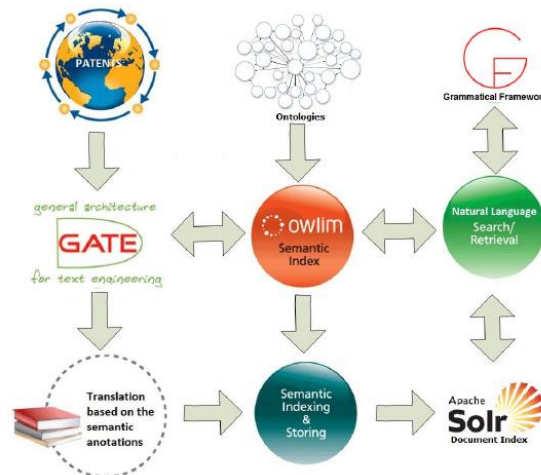 PATENTS
Ontologies
Grammatical Framework
general architecture
GATE
for text engineering
owlim
Semantic
Index
Natural Language
Search/
Retrieval
Translation
based on the
semantic
anotations
Semantic
Indexing
&
Storing
Apache
Solr
Document Index